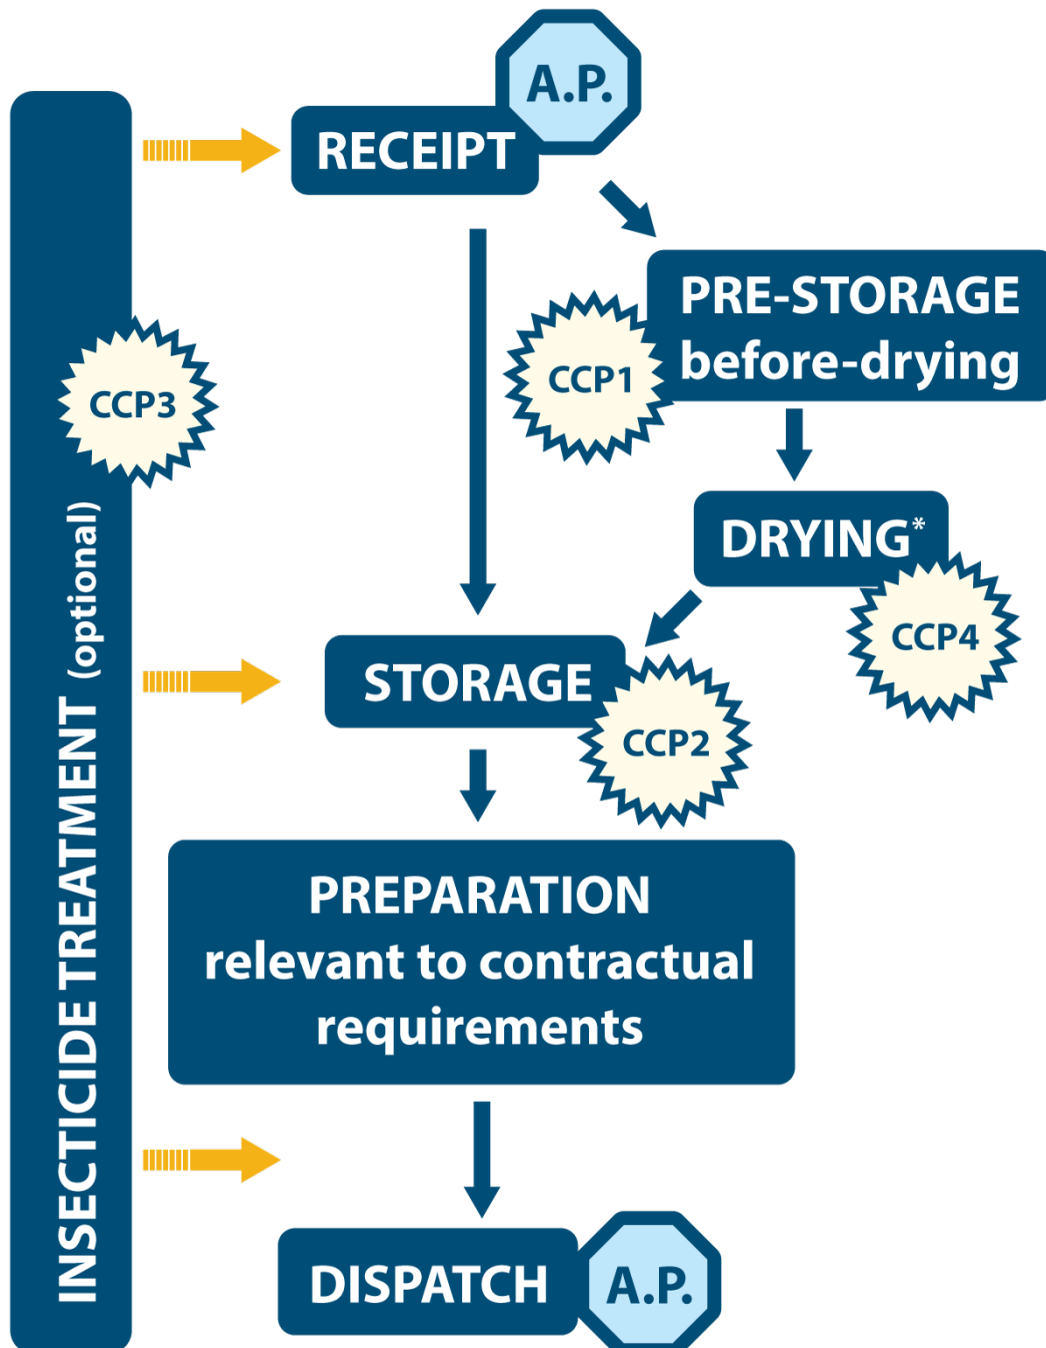 A.P.
RECEIPT
PRE-STORAGE
before-drying
CCP1
CCP3
DRYING*
CCP4
STORAGE
CCP2
INSECTICIDE TREATMENT (optional)
PREPARATION
relevant to contractual
requirements
DISPATCH
A.P.